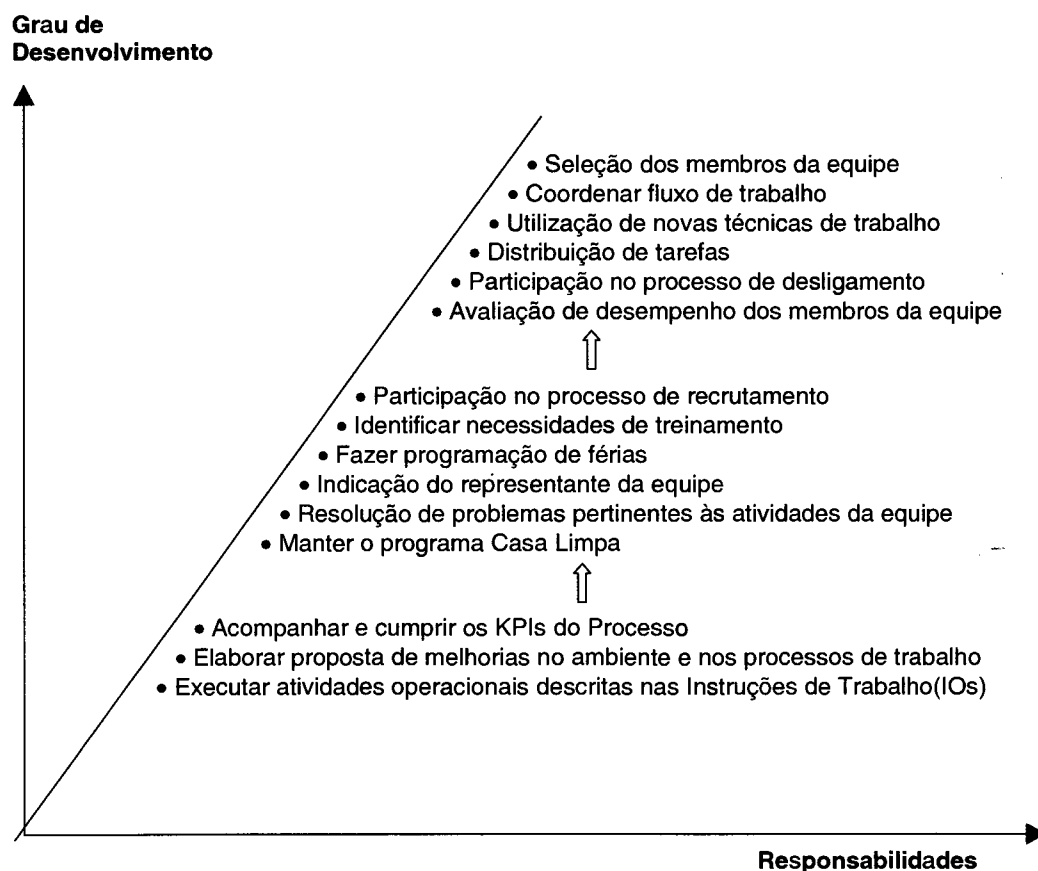 Grau de
Desenvolvimento
• Seleção dos membros da equipe
• Coordenar fluxo de trabalho
• Utilização de novas técnicas de trabalho
• Distribuição de tarefas
• Participação no processo de desligamento
• Avaliação de desempenho dos membros da equipe
• Participação no processo de recrutamento
• Identificar necessidades de treinamento
• Fazer programação de férias
• Indicação do representante da equipe
• Resolução de problemas pertinentes às atividades da equipe
• Manter o programa Casa Limpa
• Acompanhar e cumprir os KPIs do Processo
• Elaborar proposta de melhorias no ambiente e nos processos de trabalho
• Executar atividades operacionais descritas nas Instruções de Trabalho(IOs)
Responsabilidades